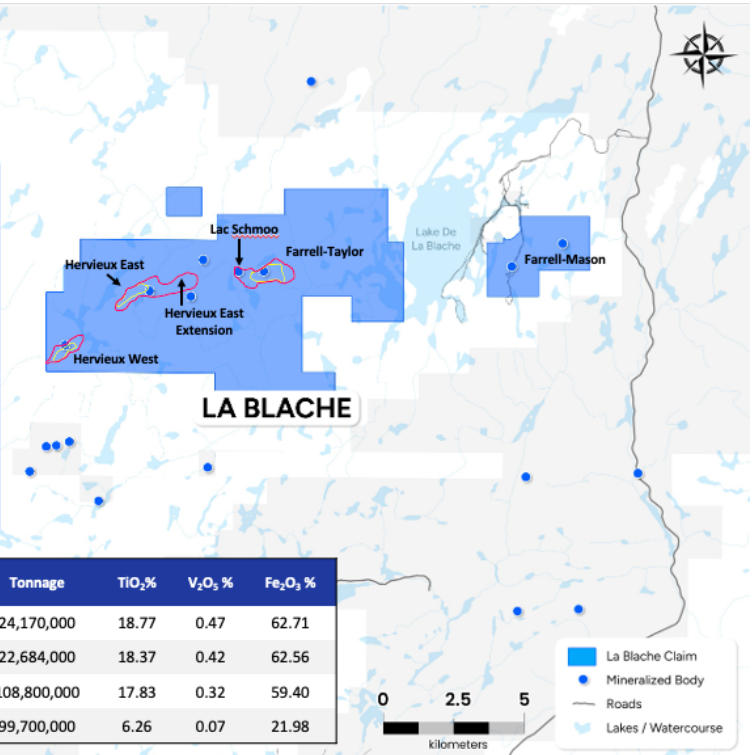 Lac Schmoo
Hervieux East
Farrell-Taylor
Lake De
La Blache
Farrell-Mason
Hervieux East
Extension
Hervieux West
LA BLACHE
Tonnage TiO₂% V₂O₅ % Fe₂O₃ %
24,170,000 18.77 0.47 62.71
22,684,000 18.37 0.42 62.56
108,800,000 17.83 0.32 59.40
99,700,000 6.26 0.07 21.98
0 2.5 5
kilometers
La Blache Claim
Mineralized Body
Roads
Lakes / Watercourse